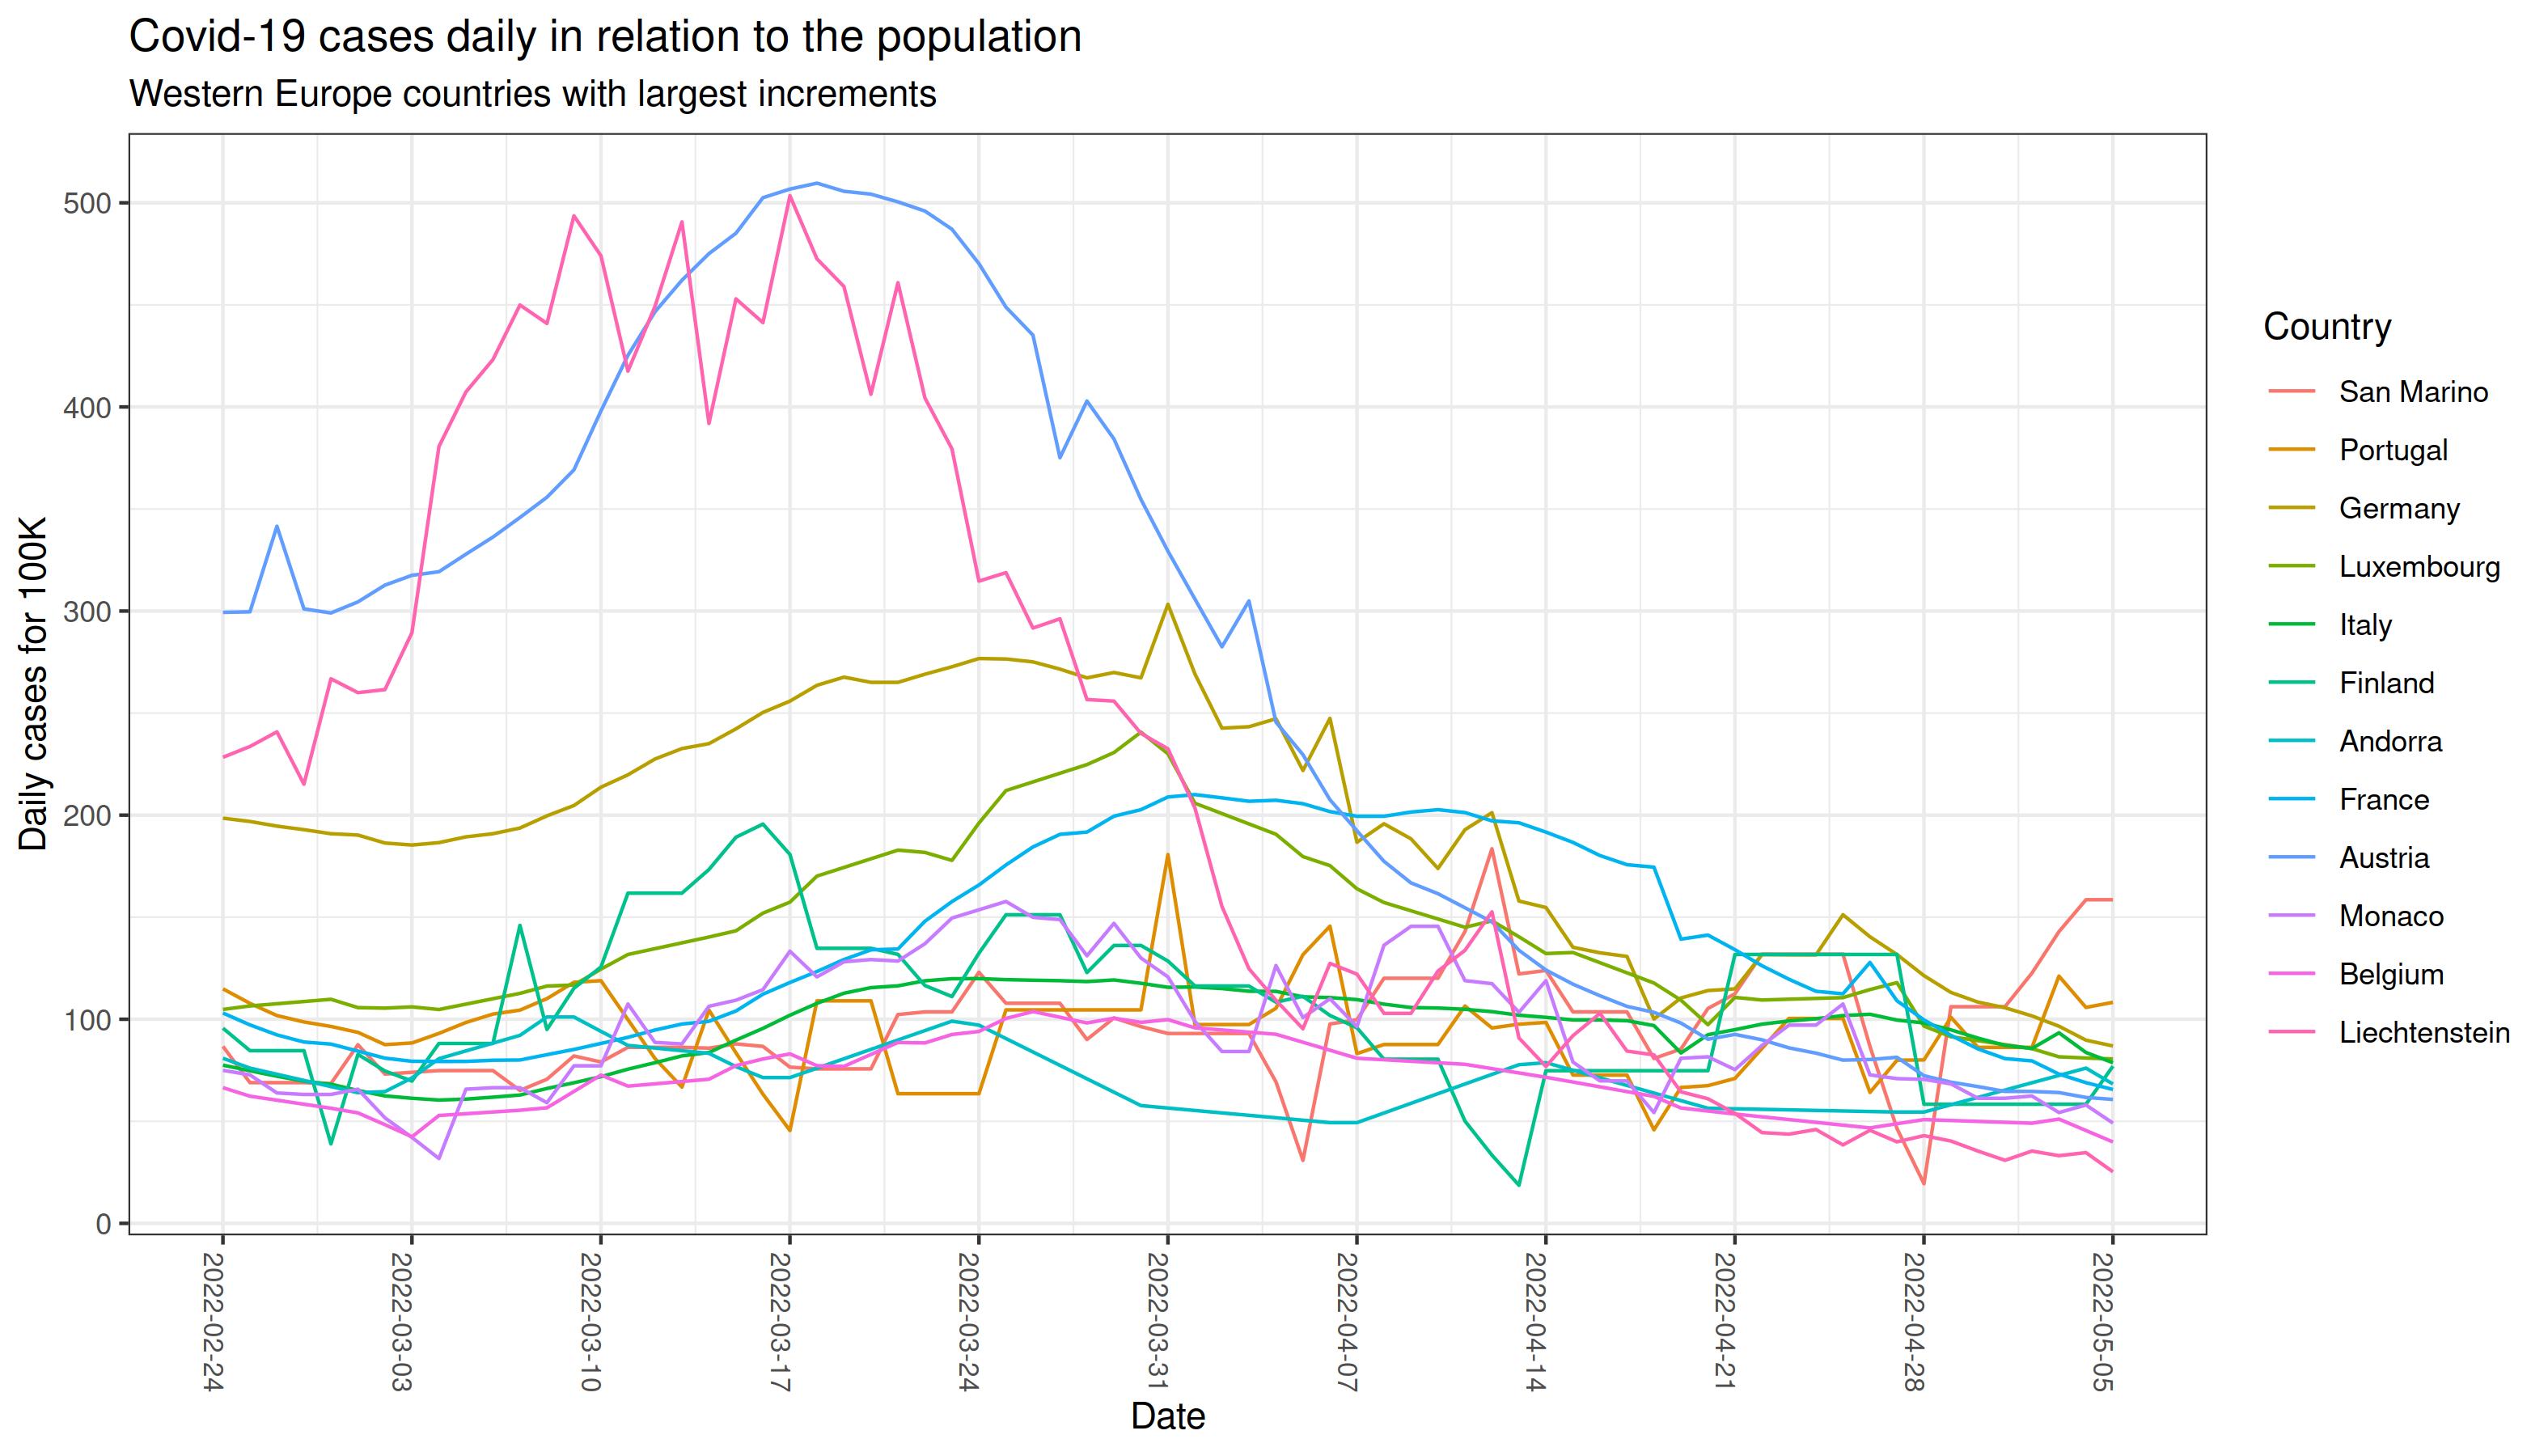 Covid-19 cases daily in relation to the population
Western Europe countries with largest increments
Daily cases for 100K
500
400
300
200
100
0
2022-02-24
2022-03-03
2022-03-10
2022-03-17
2022-03-24
2022-03-31
2022-04-07
2022-04-14
2022-04-21
2022-04-28
2022-05-05
Date
Country
San Marino
Portugal
Germany
Luxembourg
Italy
Finland
Andorra
France
Austria
Monaco
Belgium
Liechtenstein